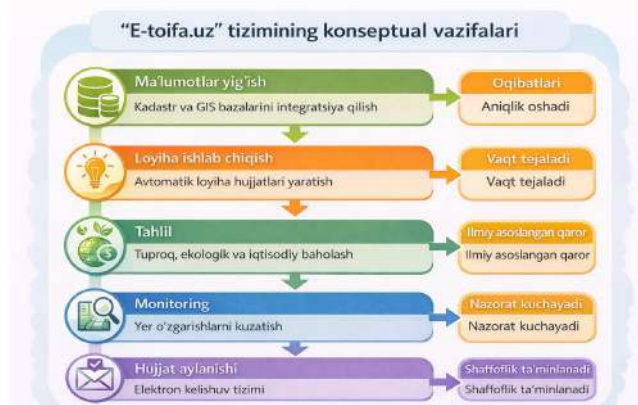 “E-toifa.uz” tizimining konseptual vazifalari
Ma'lumotlar yig'ish
Kadastr va GIS bazalarini integratsiya qilish
Oqibatlari
Aniqlik oshadi
Loyiha ishlab chiqish
Avtomatik loyiha hujjatlari yaratish
Vaqt tejaladi
Vaqt tejaladi
Tahlil
Tuproq, ekologik va iqtisodiy baholash
Ilmiy asoslangan qaror
Ilmiy asoslangan qaror
Monitoring
Yer o'zgarishlarni kuzatish
Nazorat kuchayadi
Nazorat kuchayadi
Hujjat aylanishi
Elektron kelishuv tizimi
Shaffoflik ta'minlanadi
Shaffoflik ta'minlanadi